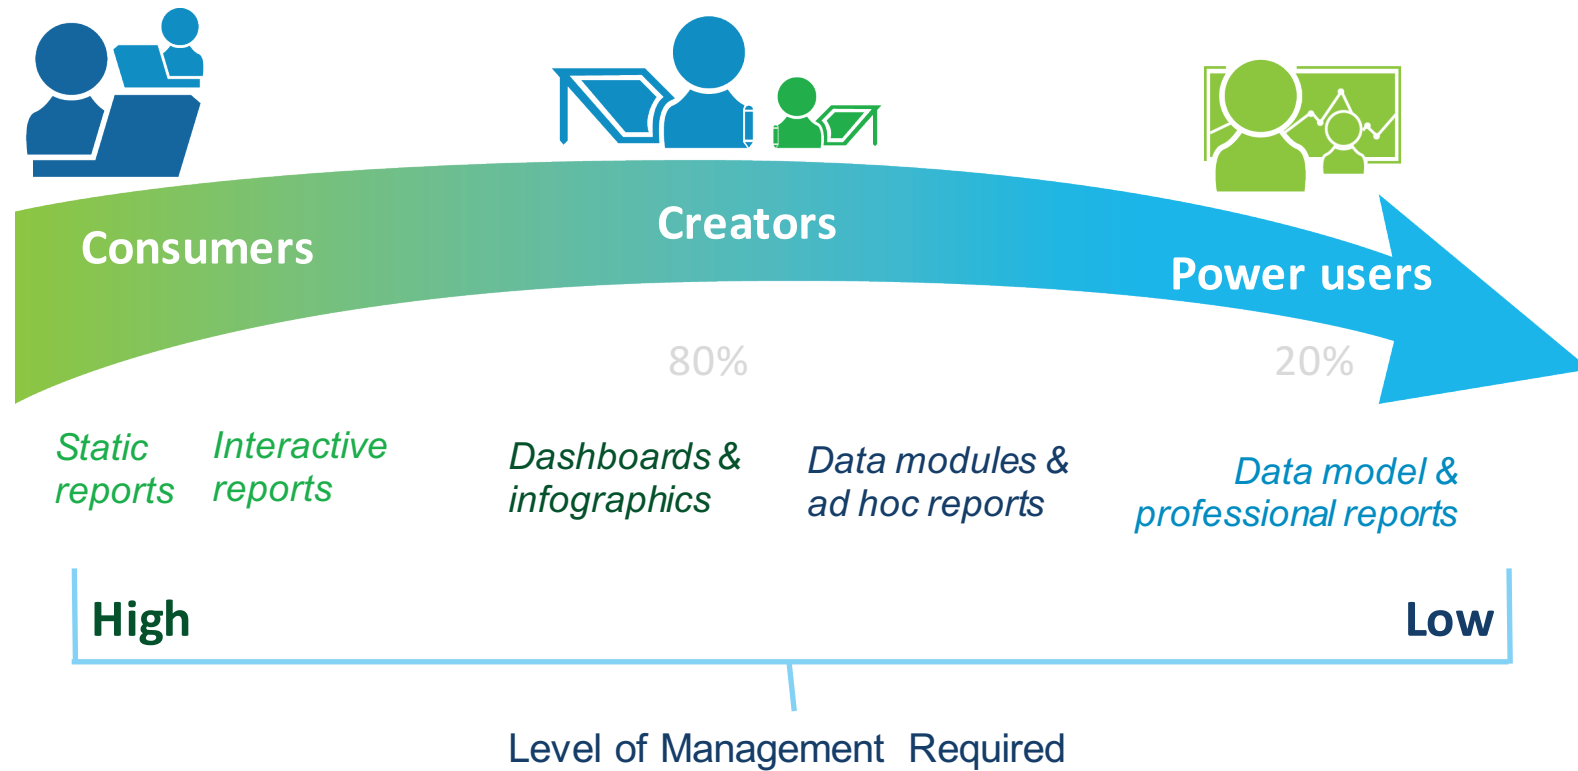 Consumers
Creators
Power users
80%
20%
Static
reports
Interactive
reports
Dashboards &
infographics
Data modules &
ad hoc reports
Data model &
professional reports
High
Low
Level of Management Required